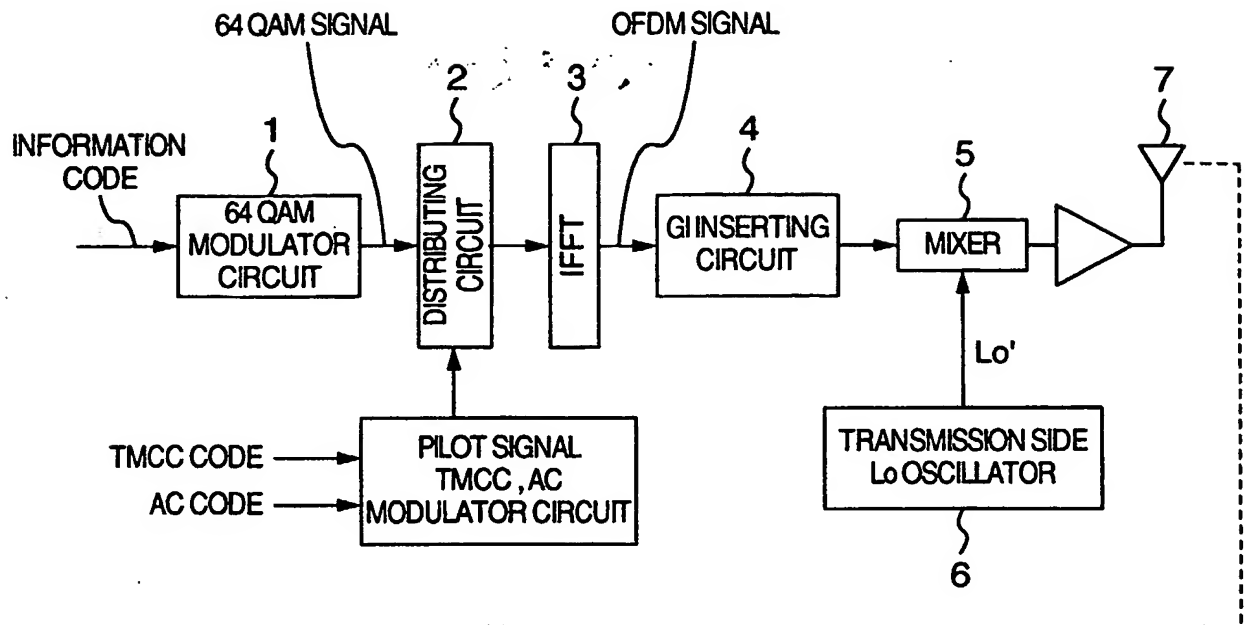 64 QAM SIGNAL
OFDM SIGNAL
2
3
7
INFORMATION
CODE
1
4
5
64 QAM
MODULATOR
CIRCUIT
DISTRIBUTING
CIRCUIT
IFFT
GI INSERTING
CIRCUIT
MIXER
Lo'
TMCC CODE
AC CODE
PILOT SIGNAL
TMCC , AC
MODULATOR CIRCUIT
TRANSMISSION SIDE
Lo OSCILLATOR
6